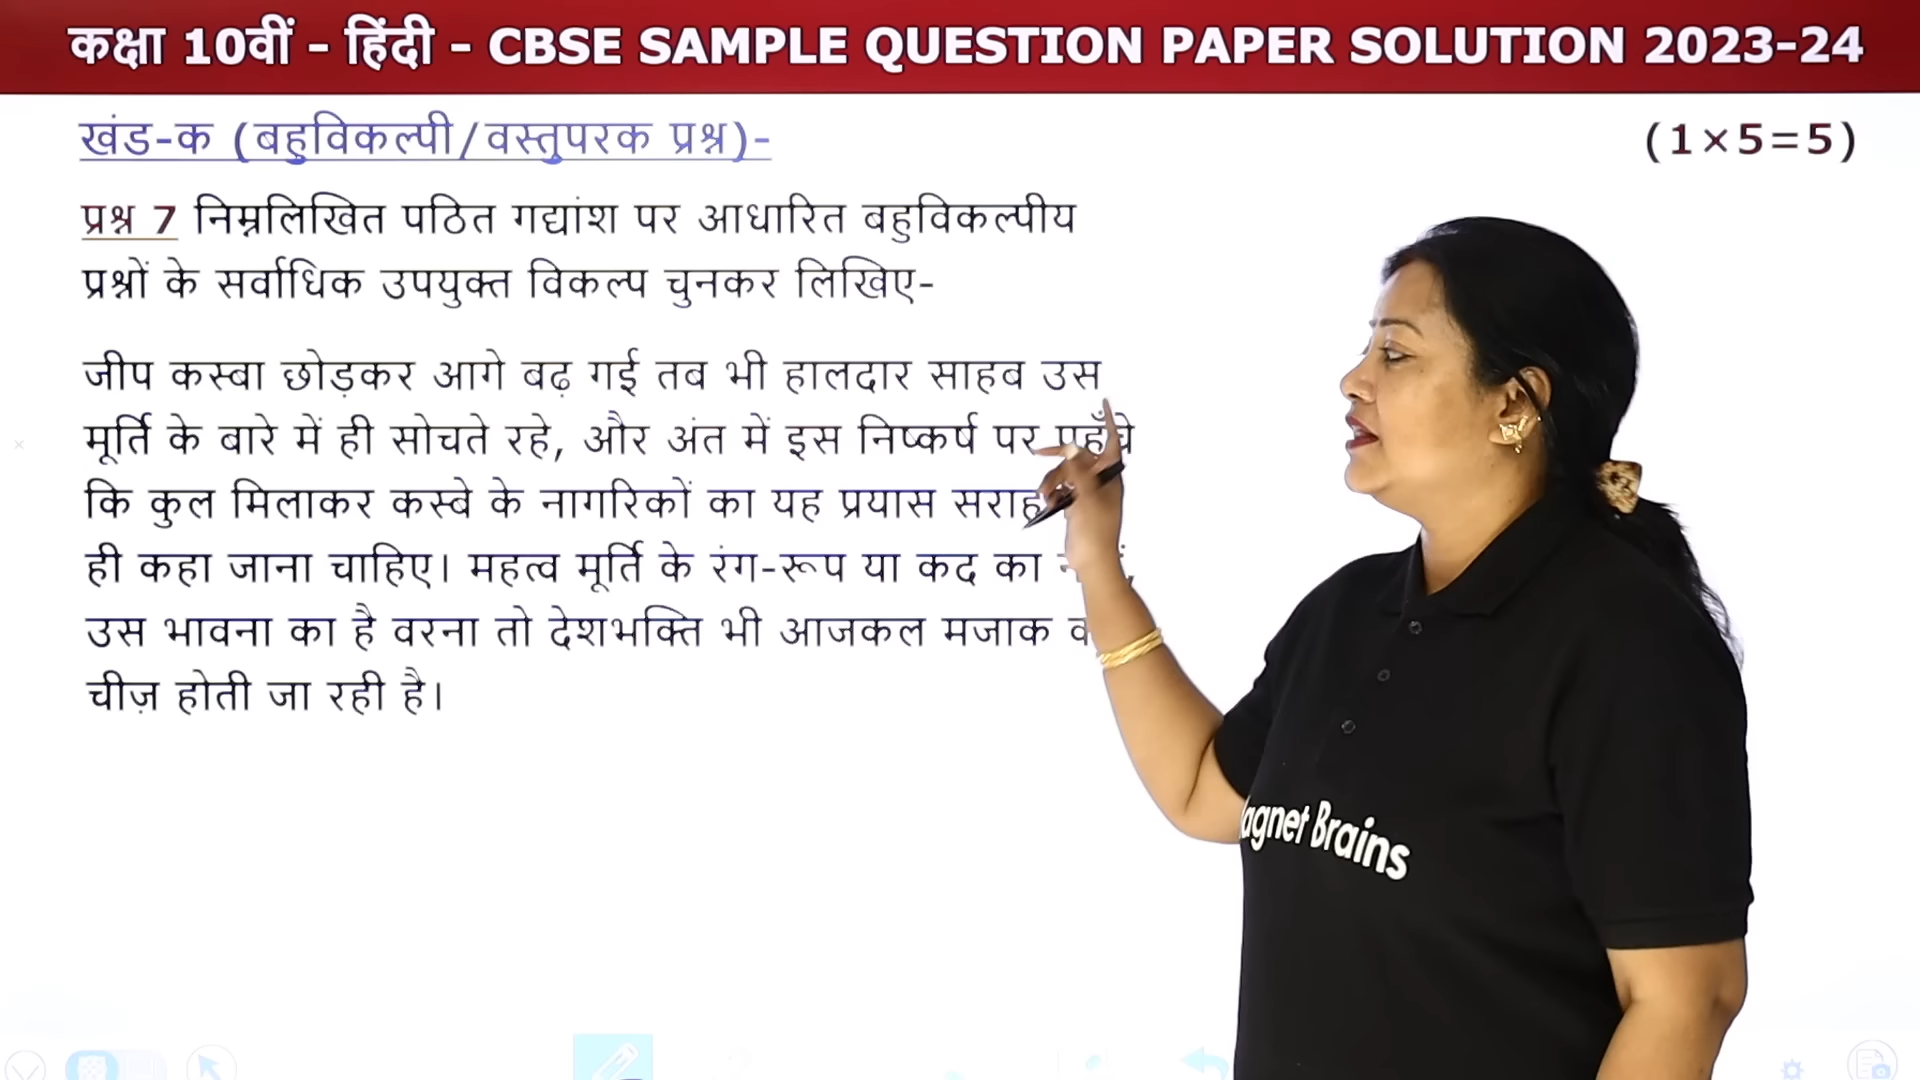 कक्षा 10वीं - हिंदी - CBSE SAMPLE QUESTION PAPER SOLUTION 2023-24
खंड-क (बहुविकल्पी/वस्तुपरक प्रश्न)-
(1×5=5)
प्रश्न 7 निम्नलिखित पठित गद्यांश पर आधारित बहुविकल्पीय
प्रश्नों के सर्वाधिक उपयुक्त विकल्प चुनकर लिखिए-
जीप कस्बा छोड़कर आगे बढ़ गई तब भी हालदार साहब उस
मूर्ति के बारे में ही सोचते रहे, और अंत में इस निष्कर्ष पर पहुँचे
कि कुल मिलाकर कस्बे के नागरिकों का यह प्रयास
ही कहा जाना चाहिए। महत्व मूर्ति के रंग-रूप या कद का
उस भावना का है वरना तो देशभक्ति भी आजकल मजाक
चीज़ होती जा रही है।
agnet Brains